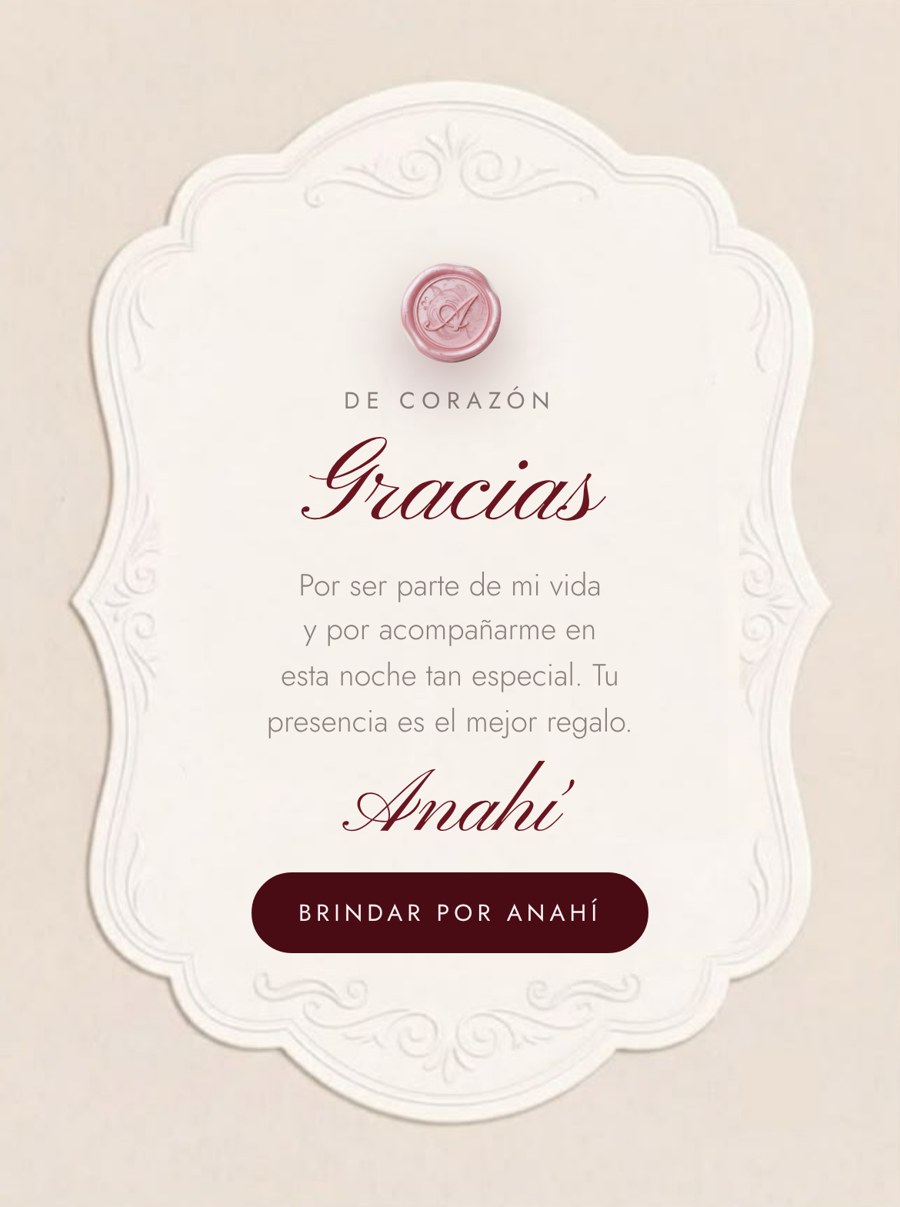 A
DE CORAZÓN
Gracias
Por ser parte de mi vida
y por acompañarme en
esta noche tan especial. Tu
presencia es el mejor regalo.
Anahí
BRINDAR POR ANAHÍ